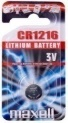 CR1216
LITHIUM BATTERY
3V
maxell